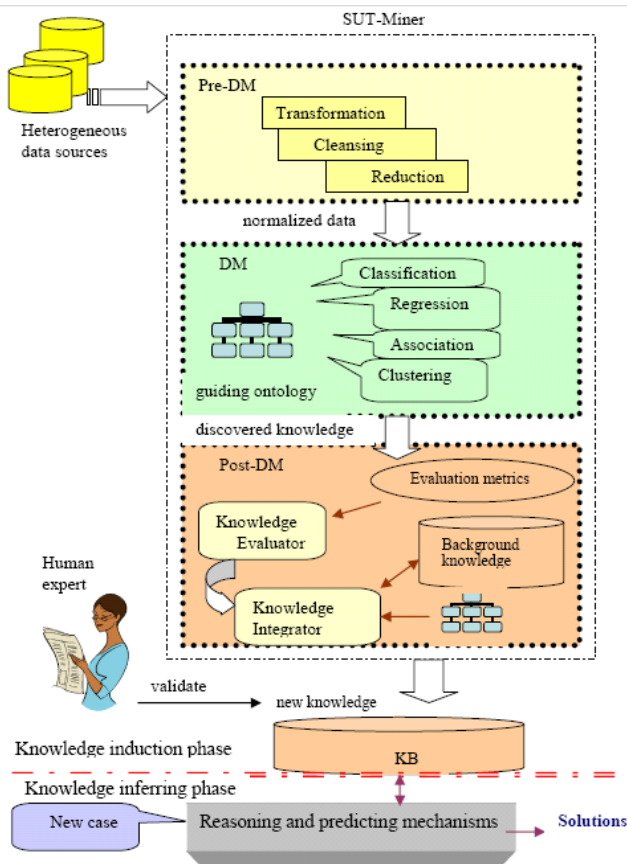 SUT-Miner
Pre-DM
Transformation
Cleansing
Reduction
Heterogeneous
data sources
normalized data
DM
Classification
Regression
Association
Clustering
guiding ontology
discovered knowledge
Post-DM
Evaluation metrics
Knowledge
Evaluator
Background
knowledge
Human
expert
Knowledge
Integrator
validate
new knowledge
KB
Knowledge induction phase
Knowledge inferring phase
New case
Reasoning and predicting mechanisms
Solutions